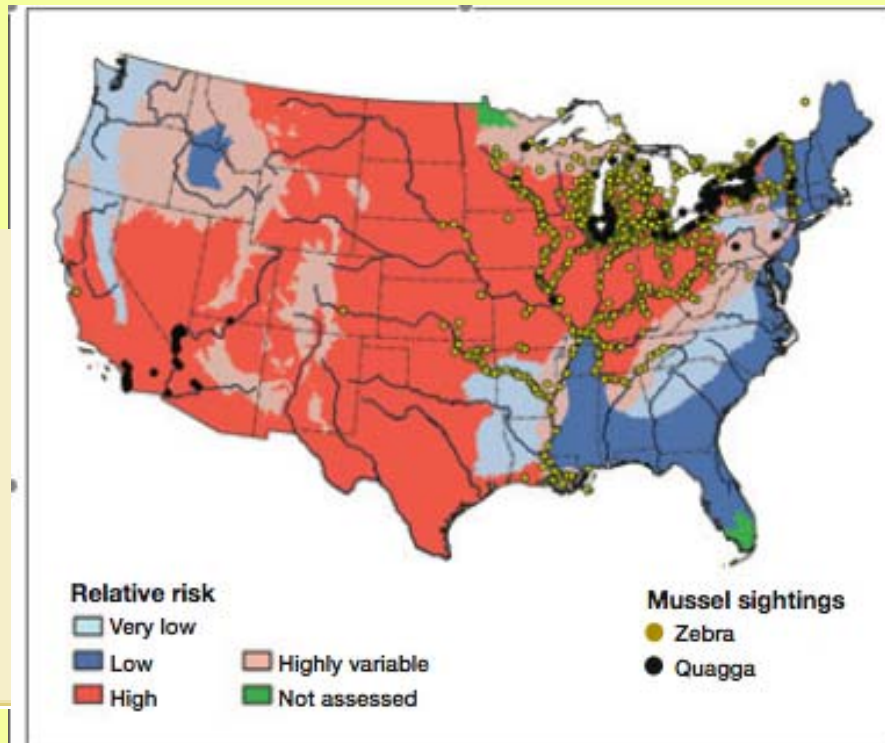 Relative risk
Very low
Low
High
Highly variable
Not assessed
Mussel sightings
Zebra
Quagga